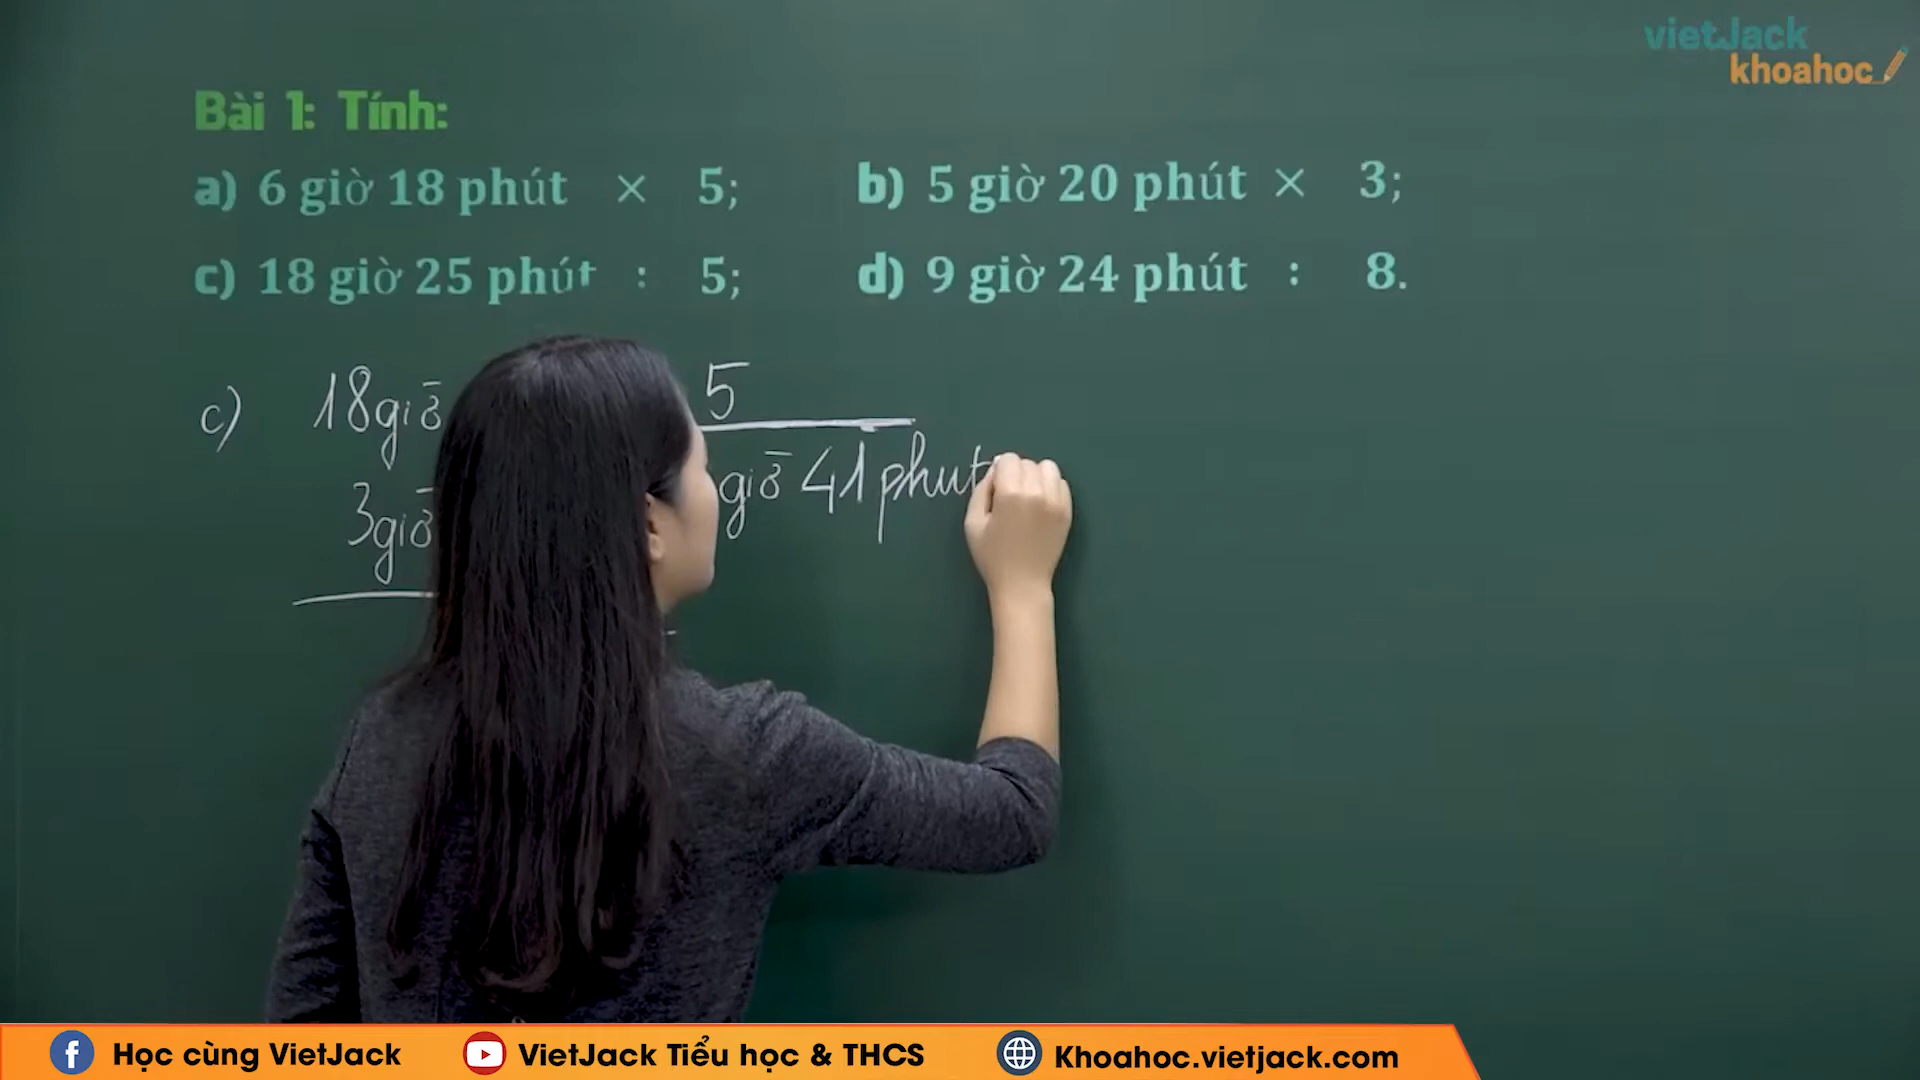 vietJack
khoahoc
Bài 1: Tính:
a) 6 giờ 18 phút × 5;
b) 5 giờ 20 phút × 3;
c) 18 giờ 25 phút : 5;
d) 9 giờ 24 phút : 8.
c) 18giờ 5
3giờ giờ 41 phut
Học cùng VietJack
VietJack Tiểu học & THCS
Khoahoc.vietjack.com